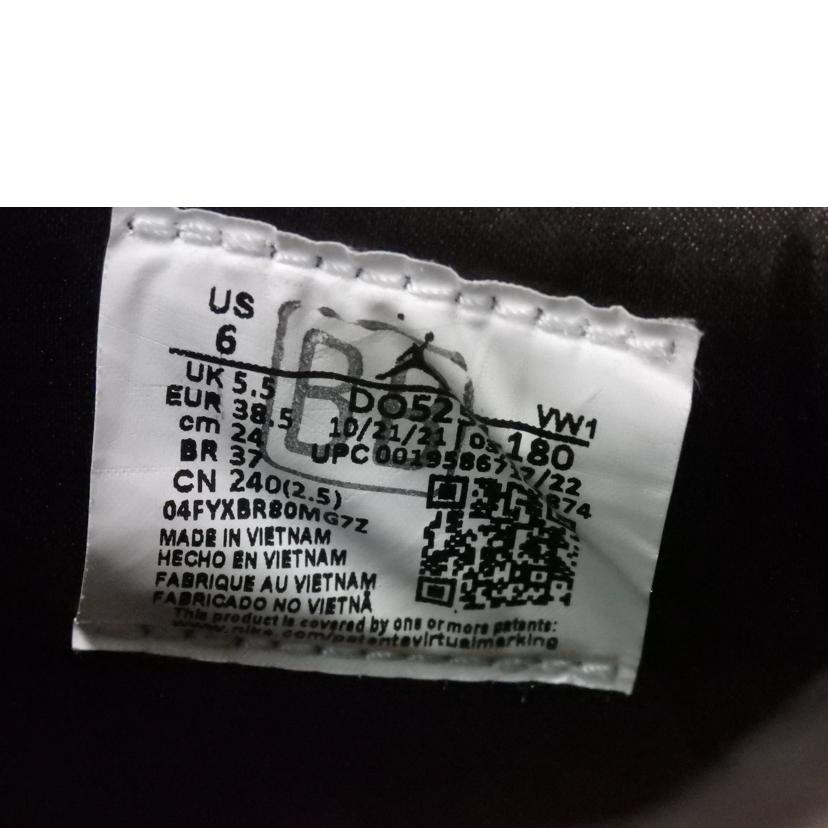 US
6
UK 5.5
EUR 38.5
cm 24
BR 37
CN 240(2.5)
VW1
180
10/21/21
04FYXBR80MG7Z
MADE IN VIETNAM
HECHO EN VIETNAM
FABRIQUE AU VIETNAM
FABRICADO NO VIETNÃ
This product is covered by one or more patents:
www.nike.com/patentsvirtualmarking